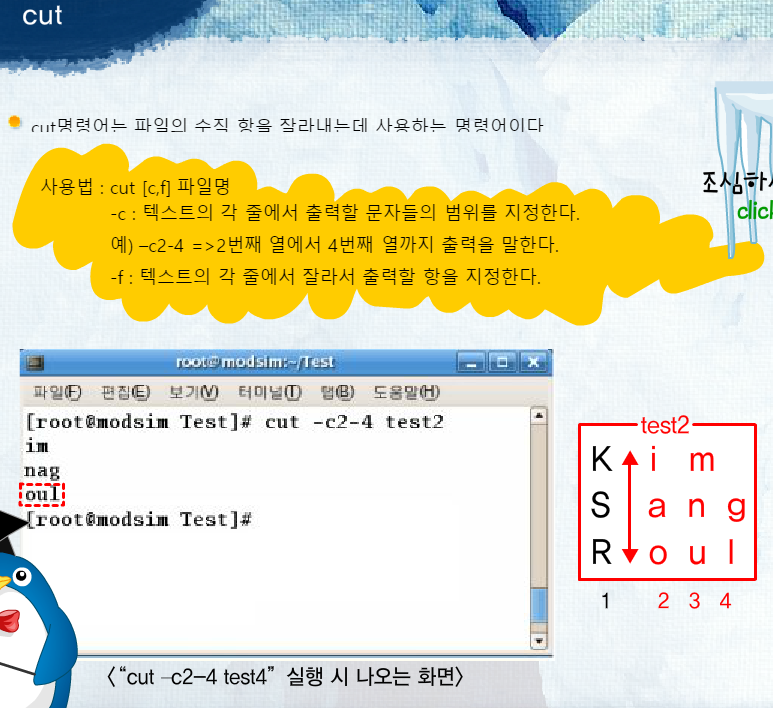 cut
cut명령어는 파일의 수직 항을 잘라내는데 사용하는 명령어이다
사용법 : cut [c,f] 파일명
-c : 텍스트의 각 줄에서 출력할 문자들의 범위를 지정한다.
예) –c2-4 =>2번째 열에서 4번째 열까지 출력을 말한다.
-f : 텍스트의 각 줄에서 잘라서 출력할 항을 지정한다.
click
root@modsim:~/Test
파일(F) 편집(E) 보기(V) 터미널(T) 탭(B) 도움말(H)
[root@modsim Test]# cut -c2-4 test2
im
nag
oul
[root@modsim Test]#
test2
K i m
S a n g
R o u l
1 2 3 4
〈“cut –c2–4 test4” 실행 시 나오는 화면〉